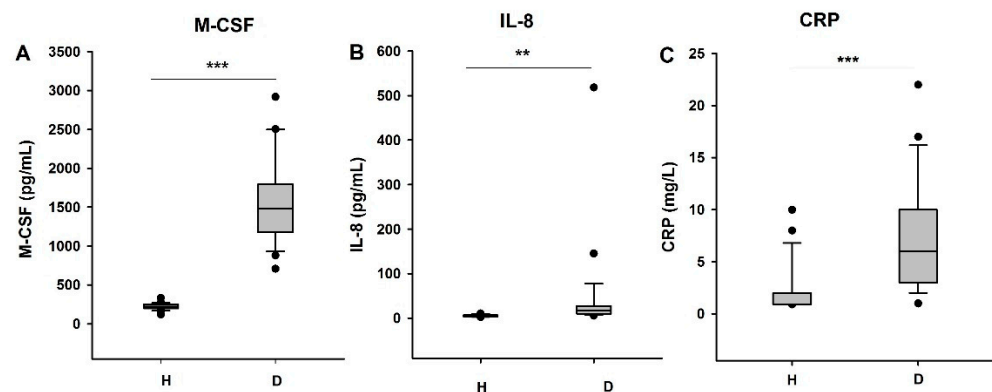 M-CSF
A
***
3500
3000
2500
2000
1500
1000
500
0
M-CSF (pg/mL)
H D
IL-8
B
**
600
500
400
300
200
100
0
IL-8 (pg/mL)
H D
CRP
C
***
25
20
15
10
5
0
CRP (mg/L)
H D